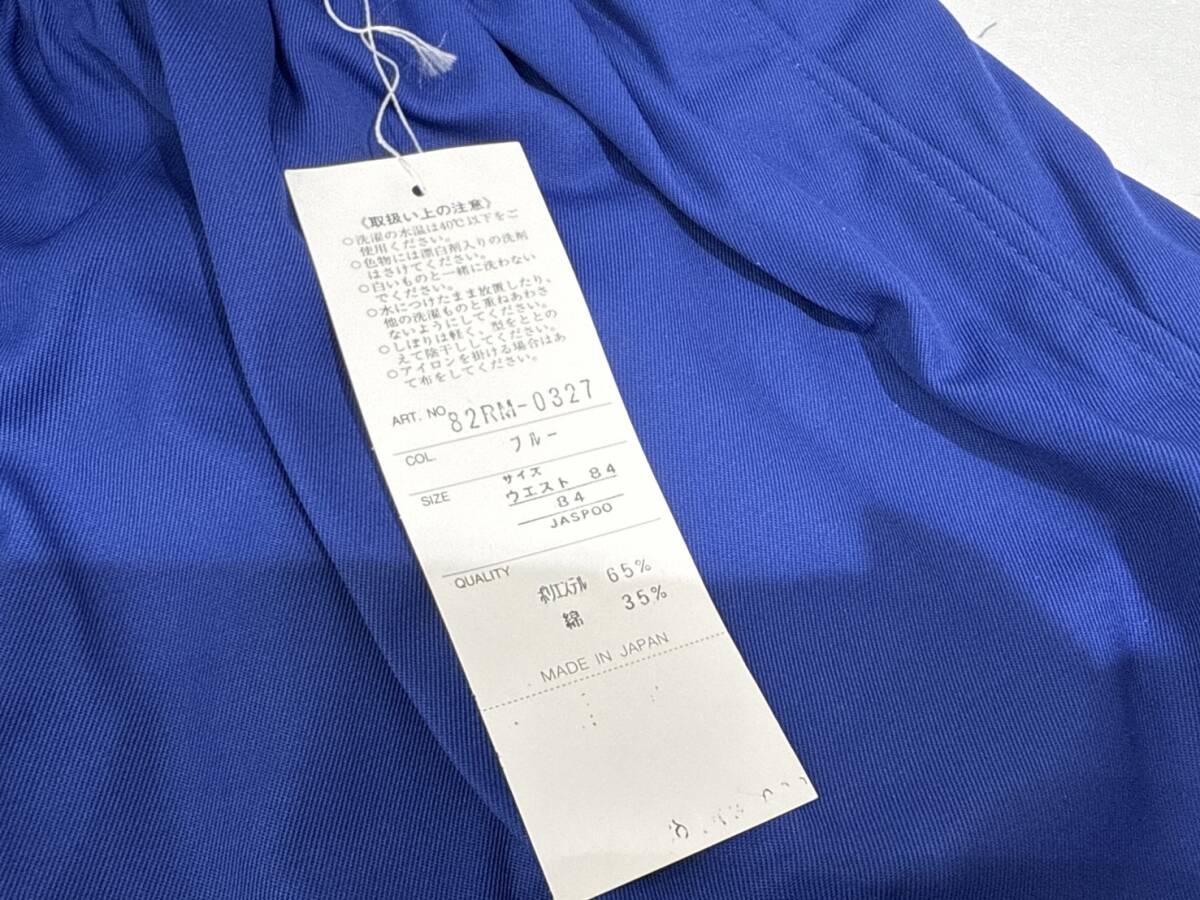 《取扱い上の注意》
○洗濯の水温は40℃以下をご
使用ください。
○色物には漂白剤入りの洗剤
はさけてください。
○白いものと一緒に洗わない
でください。
○水につけたまま放置したり、
他の洗濯ものと重ねあわさ
ないようにしてください。
○しぼりは軽く、型をととの
えて陰干ししてください。
○アイロンを掛ける場合はあ
て布をしてください。
ART. NO. 82RM-0327
COL. ブルー
サイズ
SIZE ウエスト 84
84
JASPOO
QUALITY
ポリエステル 65%
綿 35%
MADE IN JAPAN